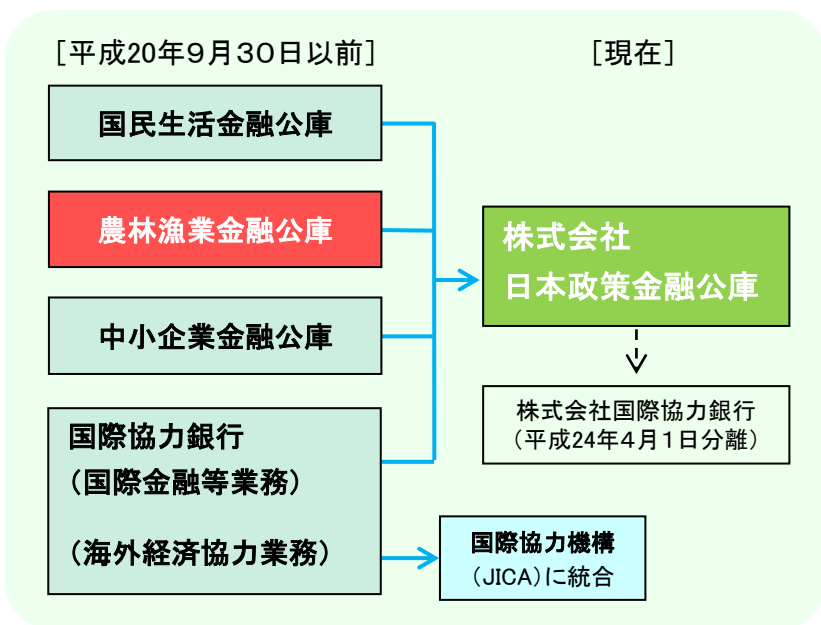 ［平成20年９月３０日以前］
国民生活金融公庫
農林漁業金融公庫
中小企業金融公庫
国際協力銀行
（国際金融等業務）
（海外経済協力業務）
［現在］
株式会社
日本政策金融公庫
株式会社国際協力銀行
（平成24年４月１日分離）
国際協力機構
（JICA）に統合